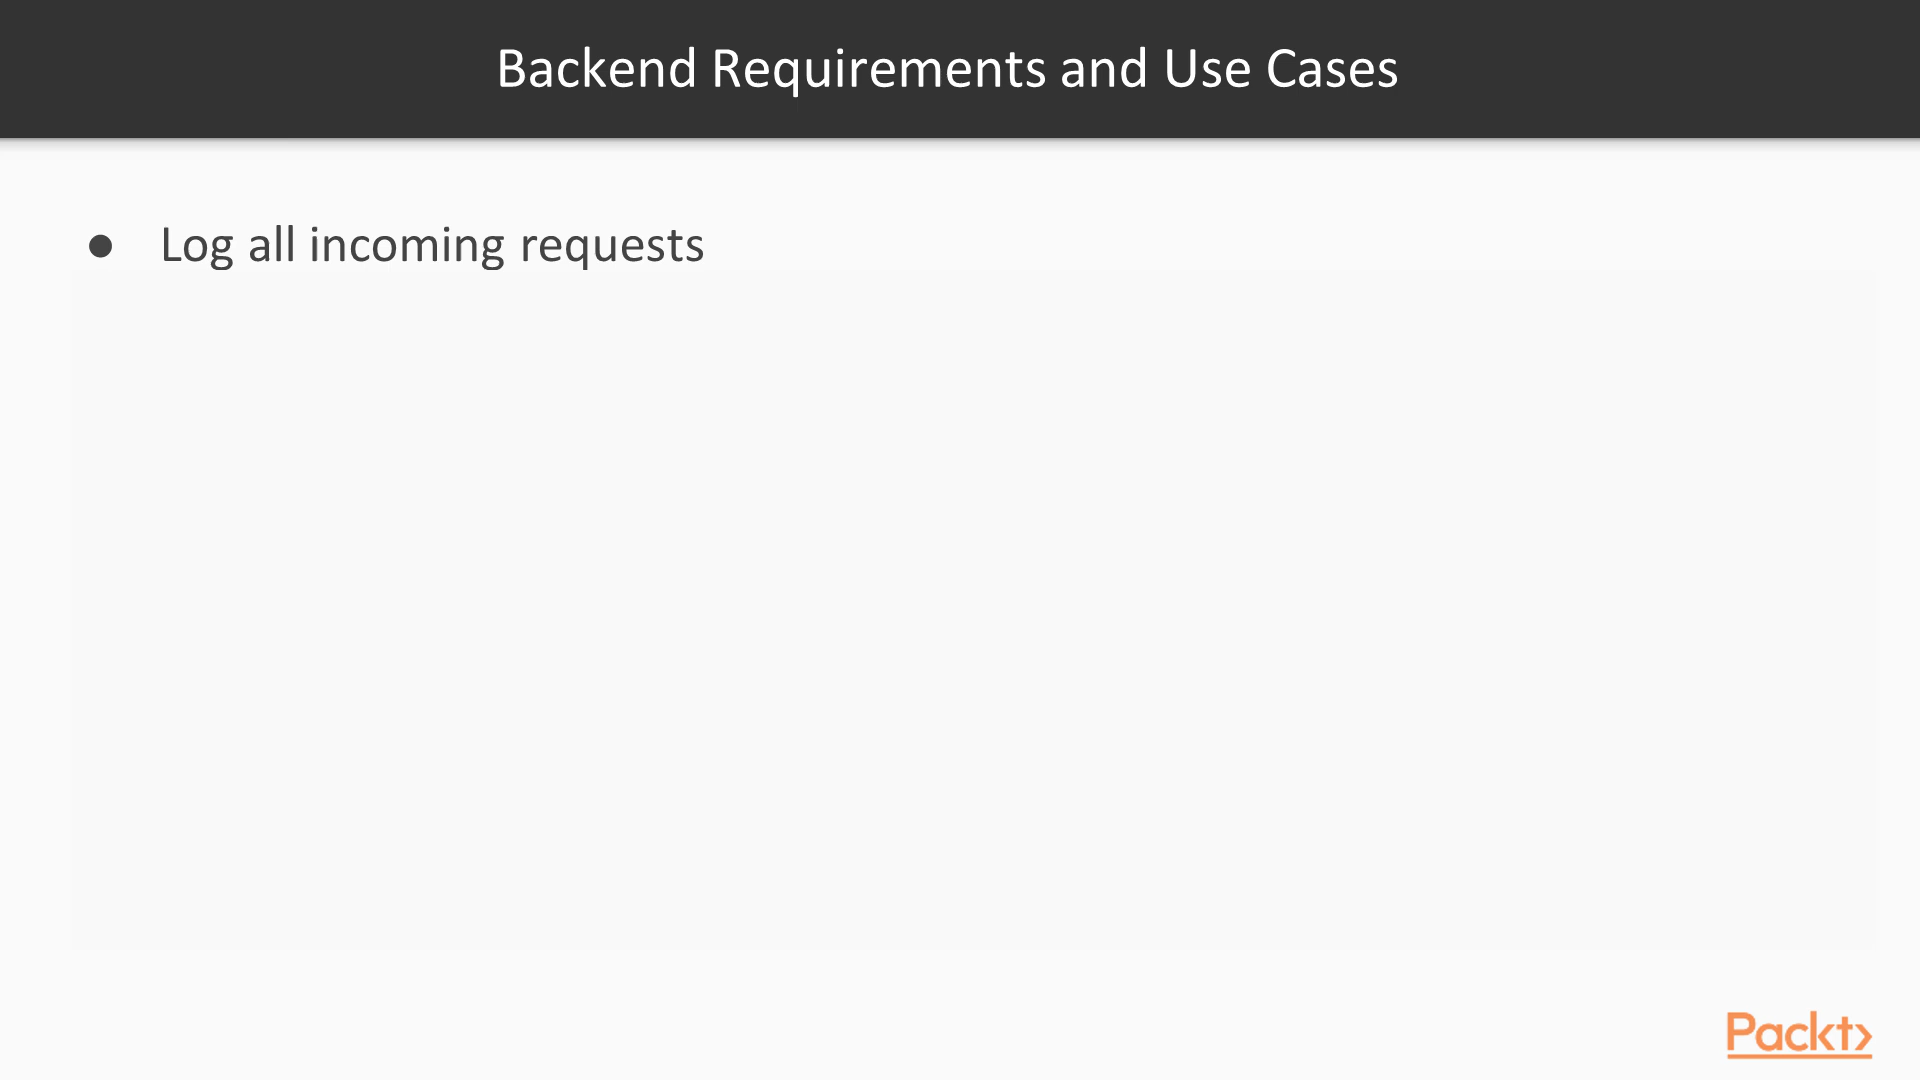 Backend Requirements and Use Cases
● Log all incoming requests
Packt>